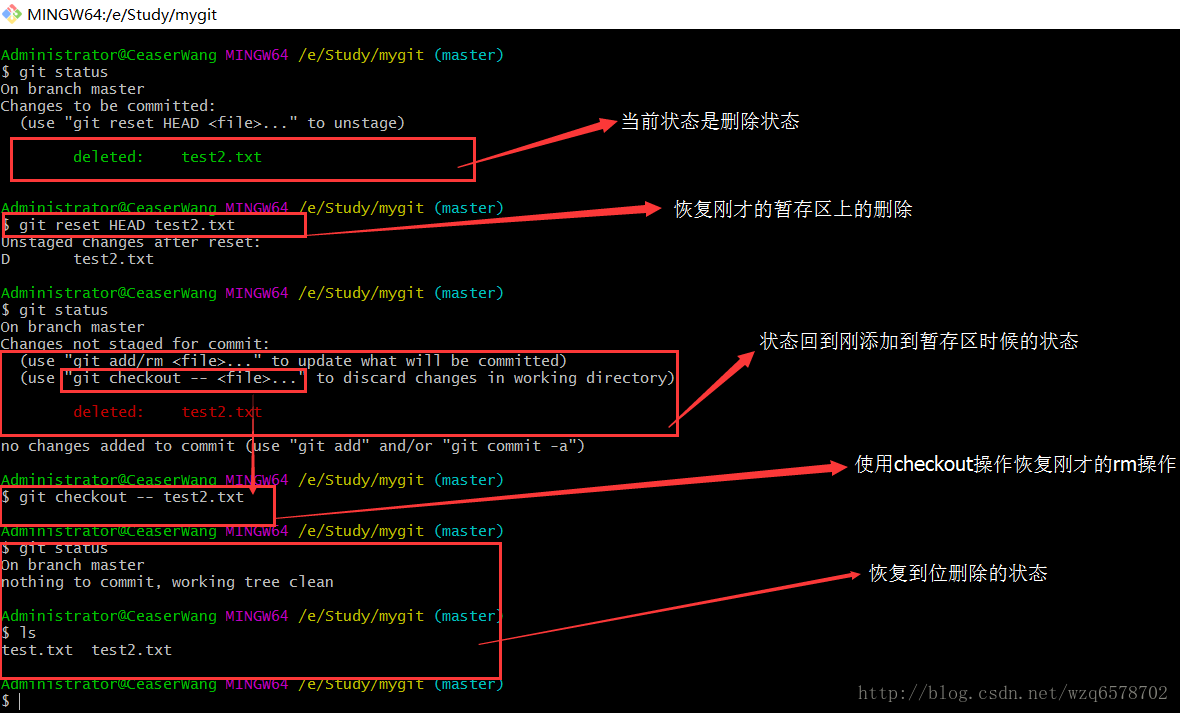 MINGW64:/e/Study/mygit
Administrator@CeaserWang MINGW64 /e/Study/mygit (master)
$ git status
On branch master
Changes to be committed:
(use "git reset HEAD <file>..." to unstage)
当前状态是删除状态
deleted: test2.txt
Administrator@CeaserWang MINGW64 /e/Study/mygit (master)
恢复刚才的暂存区上的删除
$ git reset HEAD test2.txt
Unstaged changes after reset:
D test2.txt
Administrator@CeaserWang MINGW64 /e/Study/mygit (master)
$ git status
On branch master
Changes not staged for commit:
状态回到刚添加到暂存区时候的状态
(use "git add/rm <file>..." to update what will be committed)
(use "git checkout -- <file>..." to discard changes in working directory)
deleted: test2.txt
no changes added to commit (use "git add" and/or "git commit -a")
使用checkout操作恢复刚才的rm操作
Administrator@CeaserWang MINGW64 /e/Study/mygit (master)
$ git checkout -- test2.txt
Administrator@CeaserWang MINGW64 /e/Study/mygit (master)
$ git status
On branch master
恢复到位删除的状态
nothing to commit, working tree clean
Administrator@CeaserWang MINGW64 /e/Study/mygit (master)
$ ls
test.txt test2.txt
Administrator@CeaserWang MINGW64 /e/Study/mygit (master)
$
http://blog.csdn.net/wzq6578702